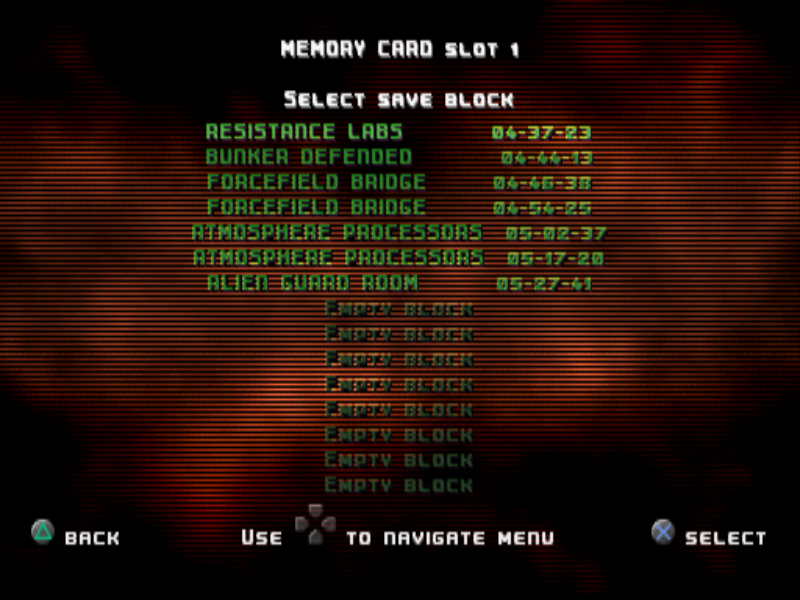 MEMORY CARD SLOT 1
SELECT SAVE BLOCK
RESISTANCE LABS 04-37-23
BUNKER DEFENDED 04-44-13
FORCEFIELD BRIDGE 04-46-38
FORCEFIELD BRIDGE 04-54-25
ATMOSPHERE PROCESSORS 05-02-37
ATMOSPHERE PROCESSORS 05-17-20
ALIEN GUARD ROOM 05-27-41
EMPTY BLOCK
EMPTY BLOCK
EMPTY BLOCK
EMPTY BLOCK
EMPTY BLOCK
EMPTY BLOCK
EMPTY BLOCK
EMPTY BLOCK
BACK USE TO NAVIGATE MENU SELECT